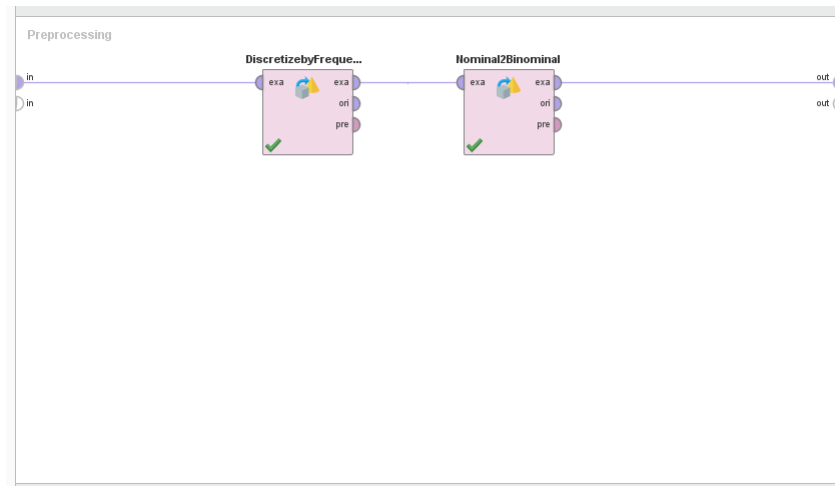 Preprocessing
DiscretizebyFreque...
Nominal2Binominal
in
exa
exa
exa
exa
out
in
ori
ori
out
pre
pre